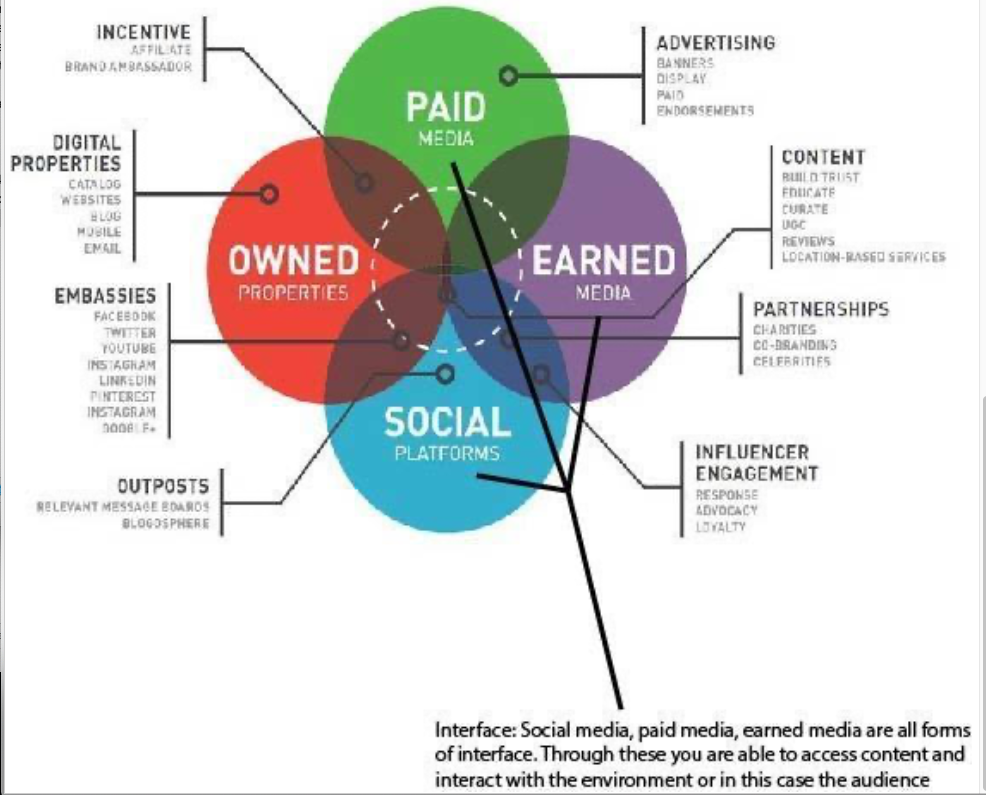 INCENTIVE
AFFILIATE
BRAND AMBASSADOR
ADVERTISING
BANNERS
DISPLAY
PAID
ENDORSEMENTS
PAID
MEDIA
DIGITAL
PROPERTIES
CATALOG
WEBSITES
BLOG
MOBILE
EMAIL
CONTENT
BUILD TRUST
EDUCATE
CURATE
UGC
REVIEWS
LOCATION-BASED SERVICES
OWNED
PROPERTIES
EARNED
MEDIA
EMBASSIES
FACEBOOK
TWITTER
YOUTUBE
INSTAGRAM
LINKEDIN
PINTEREST
INSTAGRAM
GOOGLE+
PARTNERSHIPS
CHARITIES
CO-BRANDING
CELEBRITIES
SOCIAL
PLATFORMS
OUTPOSTS
RELEVANT MESSAGE BOARDS
BLOGOSPHERE
INFLUENCER
ENGAGEMENT
RESPONSE
ADVOCACY
LOYALTY
Interface: Social media, paid media, earned media are all forms
of interface. Through these you are able to access content and
interact with the environment or in this case the audience